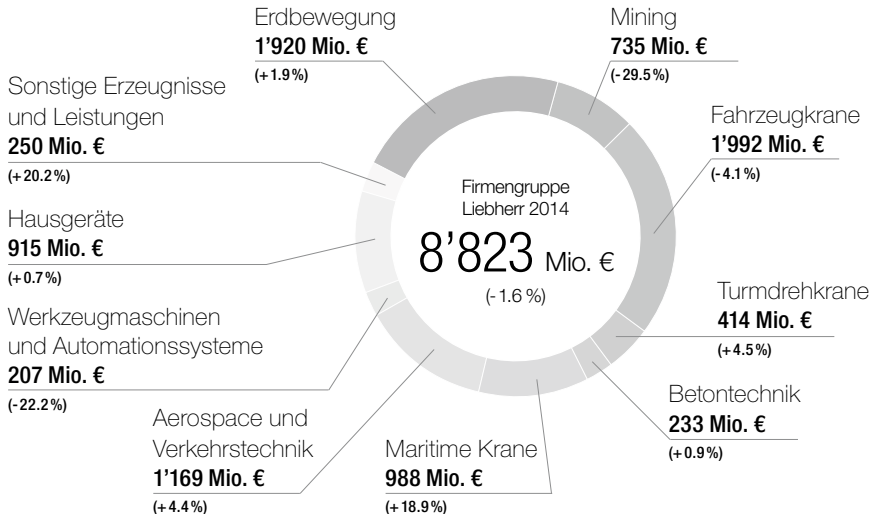 Erdbewegung
1'920 Mio. €
(+1.9%)
Mining
735 Mio. €
(-29.5%)
Sonstige Erzeugnisse
und Leistungen
250 Mio. €
(+20.2%)
Fahrzeugkrane
1'992 Mio. €
(-4.1%)
Firmengruppe
Liebherr 2014
8'823 Mio. €
(-1.6%)
Hausgeräte
915 Mio. €
(+0.7%)
Turmdrehkrane
414 Mio. €
(+4.5%)
Werkzeugmaschinen
und Automationssysteme
207 Mio. €
(-22.2%)
Betontechnik
233 Mio. €
(+0.9%)
Aerospace und
Verkehrstechnik
1'169 Mio. €
(+4.4%)
Maritime Krane
988 Mio. €
(+18.9%)